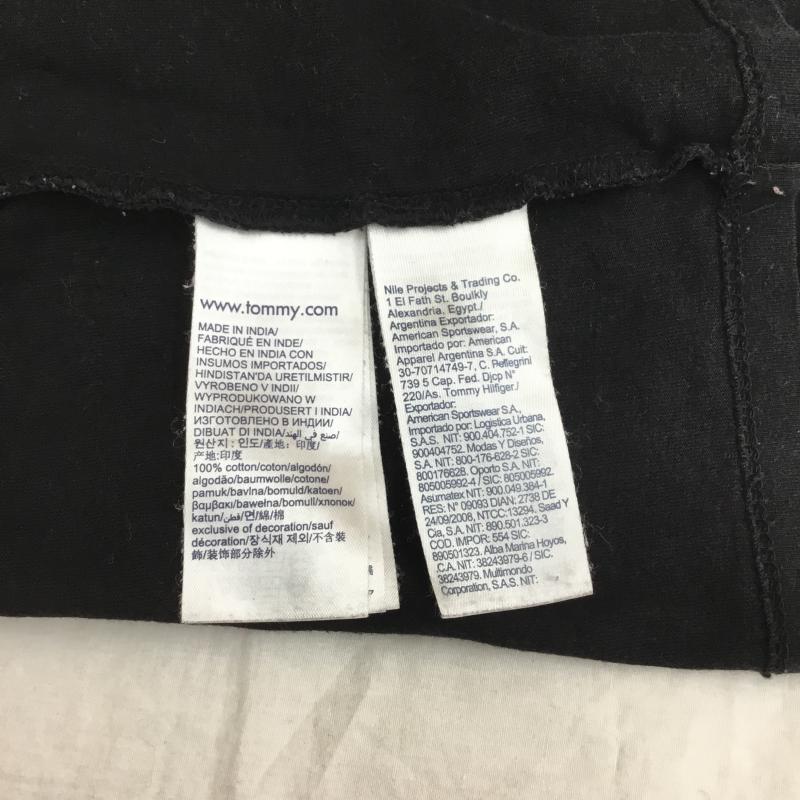 www.tommy.com
MADE IN INDIA/
FABRIQUÉ EN INDE/
HECHO EN INDIA CON
INSUMOS IMPORTADOS/
HINDISTAN'DA URETILMISTIR/
VYROBENO V INDII/
WYPRODUKOWANO W
INDIACH/PRODUSERT I INDIA/
ИЗГОТОВЛЕНО В ИНДИИ/
DIBUAT DI INDIA/صنع في الهند/
원산지 : 인도/產地：印度/
产地:印度
100% cotton/coton/algodón/
algodão/baumwolle/cotone/
pamuk/bavlna/bomuld/katoen/
βαμβακι/bawełna/bomull/хлопок/
katun/قطن/면/綿/棉
exclusive of decoration/sauf
décoration/장식재 제외/不含裝
飾/装饰部分除外
Nile Projects & Trading Co.
1 El Fath St. Boulkly
Alexandria, Egypt./
Argentina Exportador:
American Sportswear, S.A.
Importado por: American
Apparel Argentina S.A. Cuit:
30-70714749-7, C. Pellegrini
739 5 Cap. Fed. Djcp N°
220/As. Tommy Hilfiger./
Exportador:
American Sportswear S.A.,
Importado por: Logistica Urbana,
S.A.S. NIT: 900.404.752-1 SIC:
900404752. Modas Y Diseños,
S.A. NIT: 800-176-628-2 SIC:
800176628. Oporto S.A. NIT:
805005992-4 / SIC: 805005992.
Asumatex NIT: 900.049.384-1
RES: N° 09093 DIAN: 2738 DE
24/09/2008, NTCC:13294. Saad Y
Cia, S.A. NIT: 890.501.323-3
COD. IMPOR: 554 SIC:
890501323. Alba Marina Hoyos,
.C.A. NIT: 38243979-6 / SIC.
38243979. Multimondo
Corporation, S.A.S. NIT: